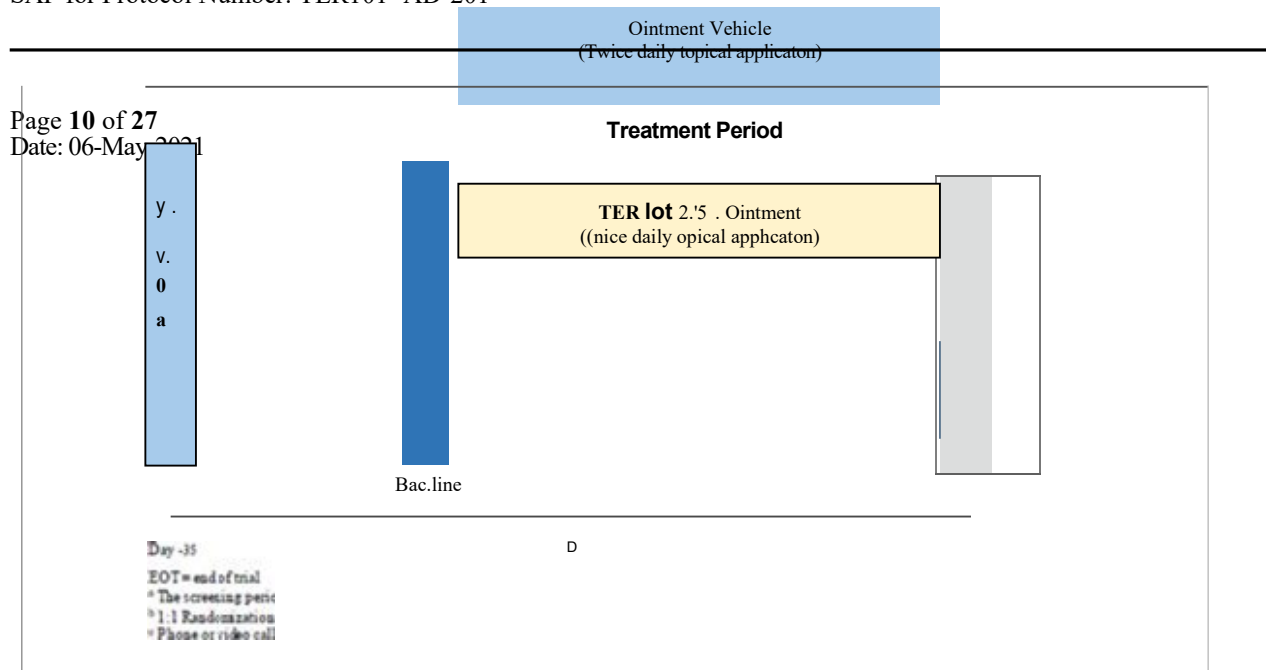 SAP for Protocol Number: TER101- AD-201
Ointment Vehicle
(Twice daily topical applicaton)
Page 10 of 27
Date: 06-May-2021
Treatment Period
y .
v.
0
a
TER lot 2.'5 . Ointment
((nice daily opical apphcaton)
Bac.line
D
Day -35
EOT= end of trial
a The screening peri
b 1:1 Randomization
c Phone or video call